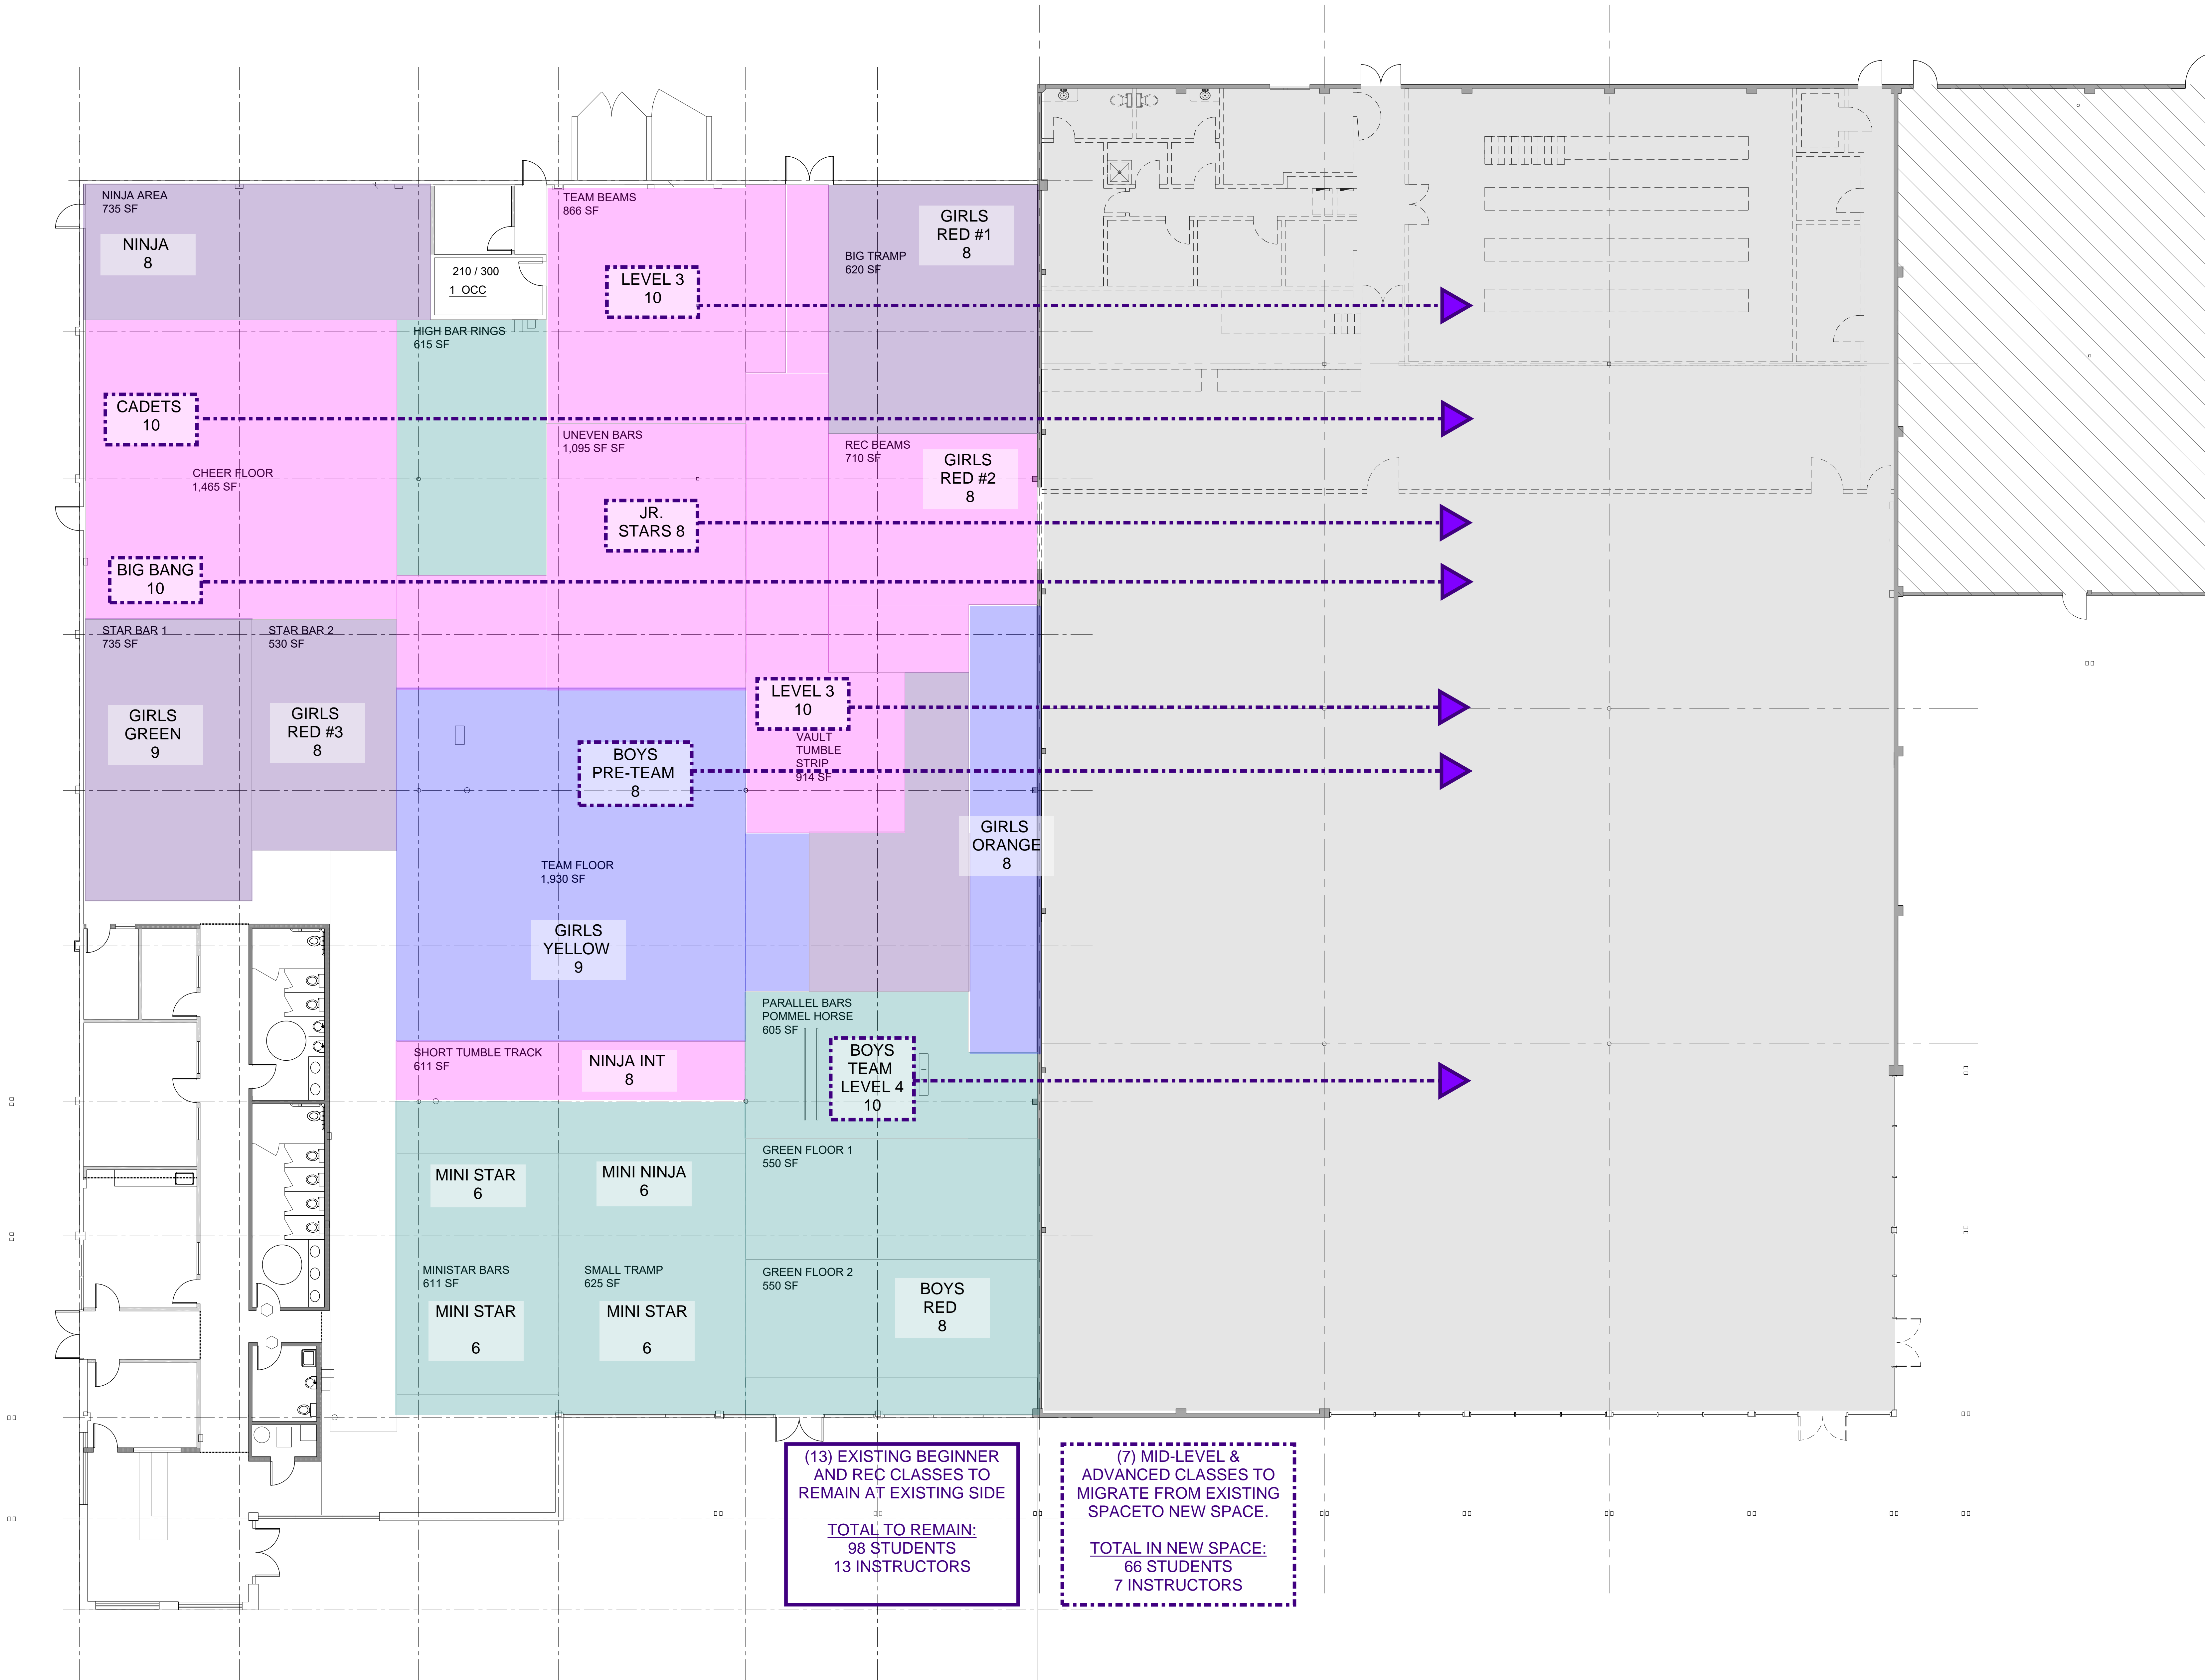 NINJA AREA
735 SF
NINJA
8
210 / 300
1 OCC
TEAM BEAMS
866 SF
LEVEL 3
10
GIRLS
RED #1
8
BIG TRAMP
620 SF
HIGH BAR RINGS
615 SF
CADETS
10
CHEER FLOOR
1,465 SF
UNEVEN BARS
1,095 SF SF
REC BEAMS
710 SF
GIRLS
RED #2
8
JR.
STARS 8
BIG BANG
10
STAR BAR 1
735 SF
STAR BAR 2
530 SF
GIRLS
GREEN
9
GIRLS
RED #3
8
LEVEL 3
10
VAULT
TUMBLE
STRIP
914 SF
BOYS
PRE-TEAM
8
GIRLS
ORANGE
8
TEAM FLOOR
1,930 SF
GIRLS
YELLOW
9
PARALLEL BARS
POMMEL HORSE
605 SF
SHORT TUMBLE TRACK
611 SF
NINJA INT
8
BOYS
TEAM
LEVEL 4
10
GREEN FLOOR 1
550 SF
MINI STAR
6
MINI NINJA
6
MINISTAR BARS
611 SF
SMALL TRAMP
625 SF
GREEN FLOOR 2
550 SF
MINI STAR
6
MINI STAR
6
BOYS
RED
8
(13) EXISTING BEGINNER
AND REC CLASSES TO
REMAIN AT EXISTING SIDE
TOTAL TO REMAIN:
98 STUDENTS
13 INSTRUCTORS
(7) MID-LEVEL &
ADVANCED CLASSES TO
MIGRATE FROM EXISTING
SPACETO NEW SPACE.
TOTAL IN NEW SPACE:
66 STUDENTS
7 INSTRUCTORS